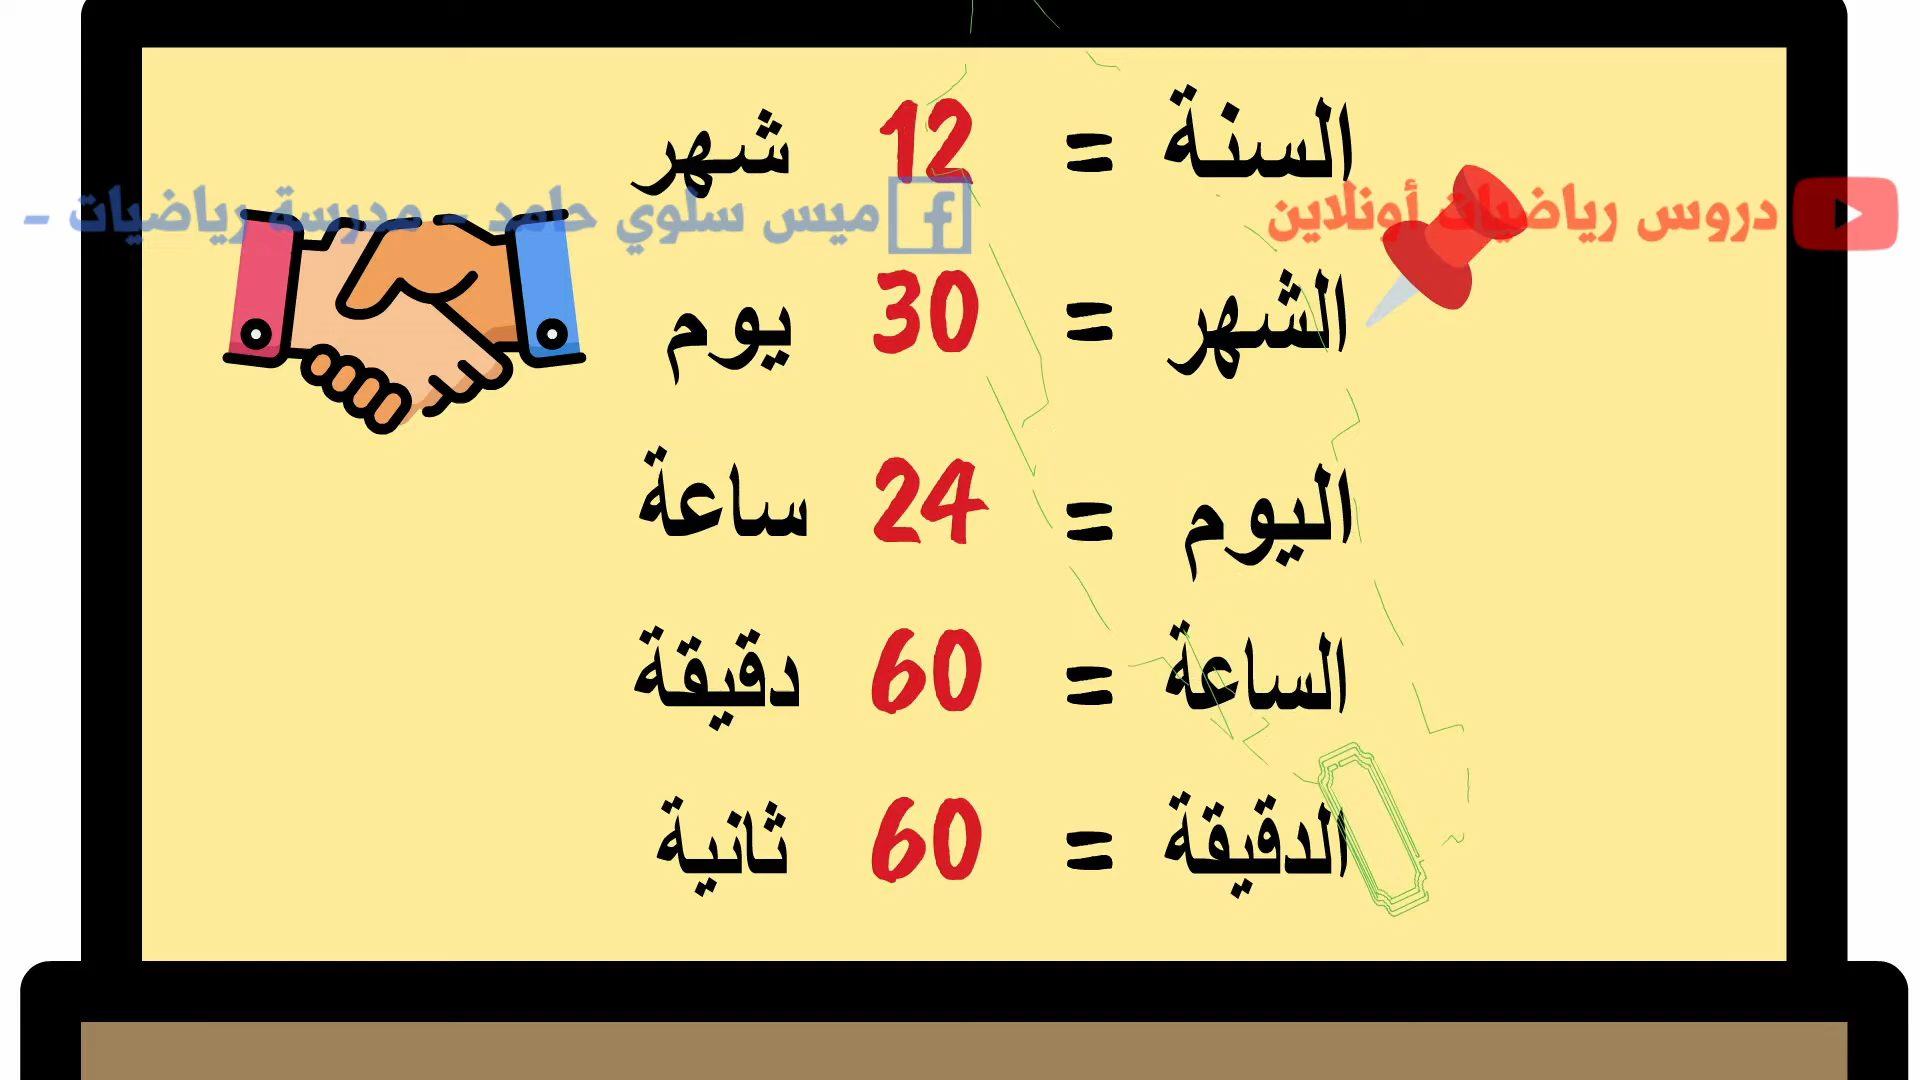 السنة = 12 شهر
دروس رياضيات أونلاين ميس سلوي حامد - مدرسة رياضيات -
الشهر = 30 يوم
اليوم = 24 ساعة
الساعة = 60 دقيقة
الدقيقة = 60 ثانية